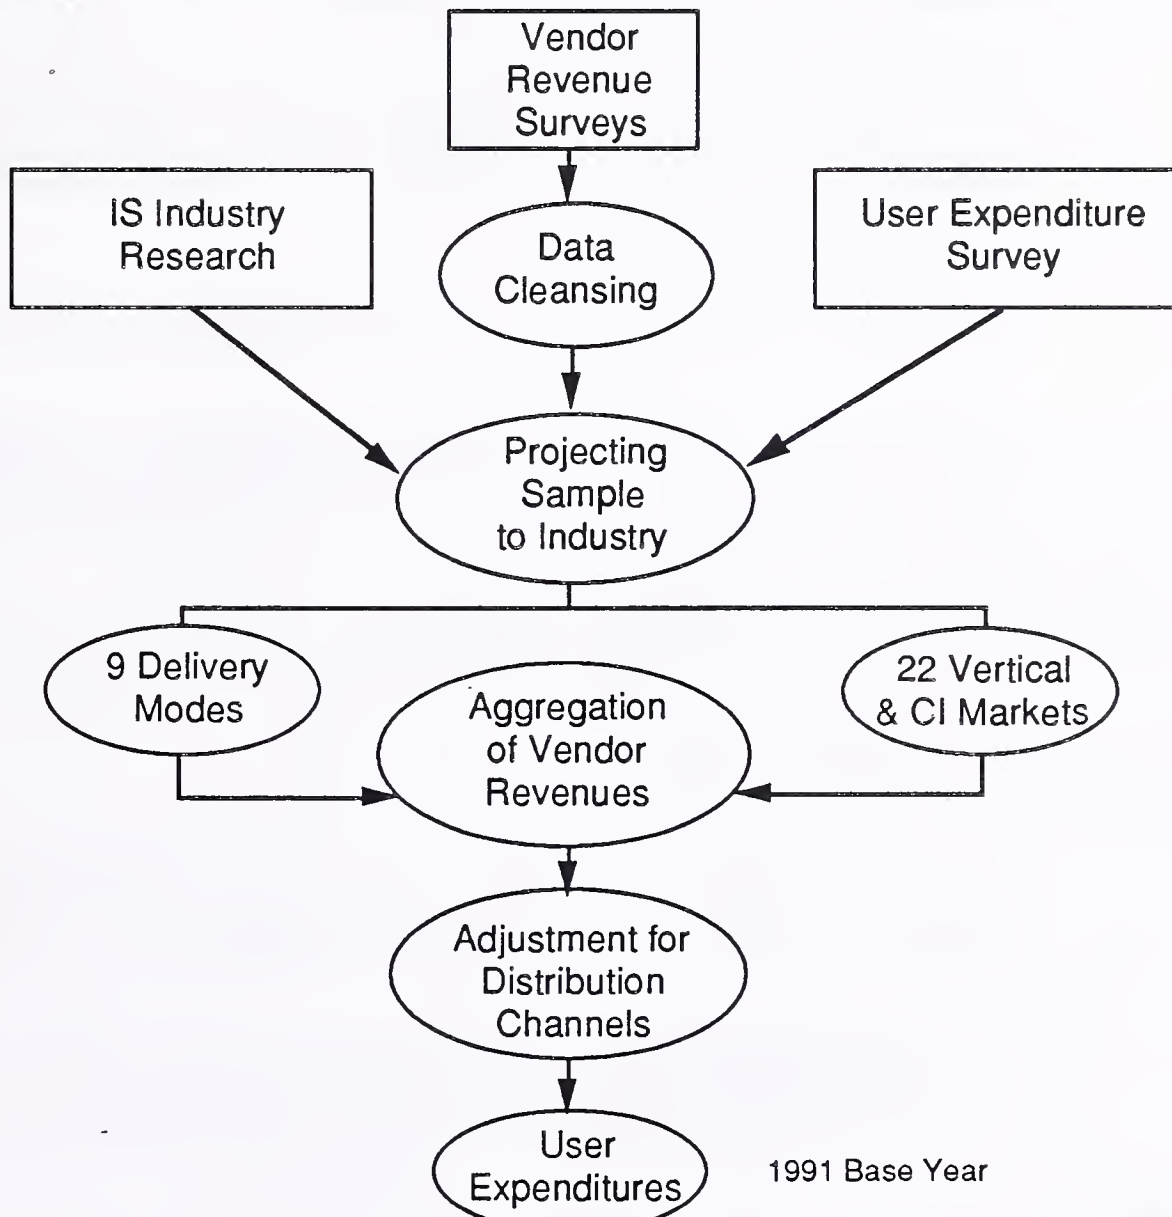 Vendor
Revenue
Surveys
IS Industry
Research
Data
Cleansing
User Expenditure
Survey
Projecting
Sample
to Industry
9 Delivery
Modes
Aggregation
of Vendor
Revenues
22 Vertical
& CI Markets
Adjustment for
Distribution
Channels
User
Expenditures
1991 Base Year